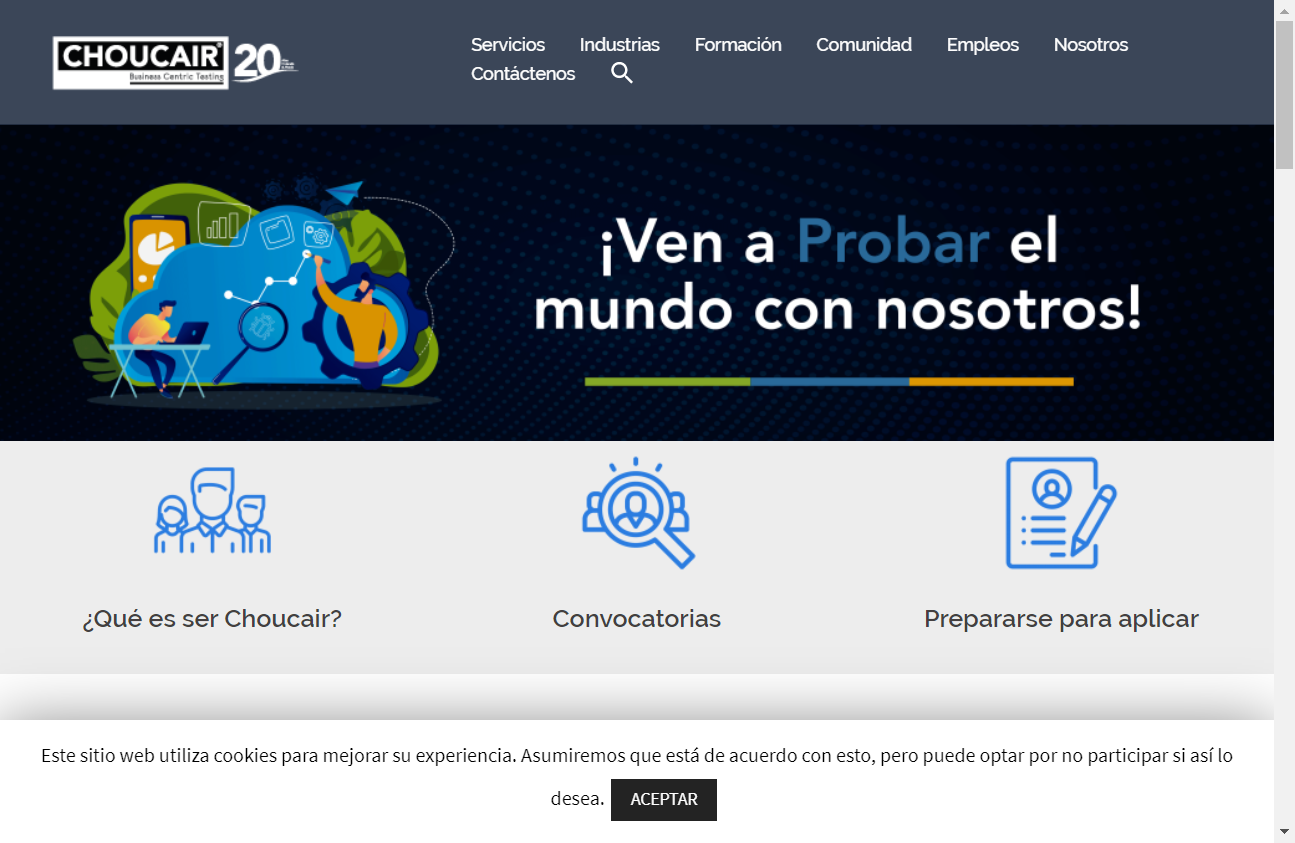 CHOUCAIR®
Business Centric Testing
20
Servicios Industrias Formación Comunidad Empleos Nosotros
Contáctenos
¡Ven a Probar el
mundo con nosotros!
¿Qué es ser Choucair?
Convocatorias
Prepararse para aplicar
Este sitio web utiliza cookies para mejorar su experiencia. Asumiremos que está de acuerdo con esto, pero puede optar por no participar si así lo
desea. ACEPTAR